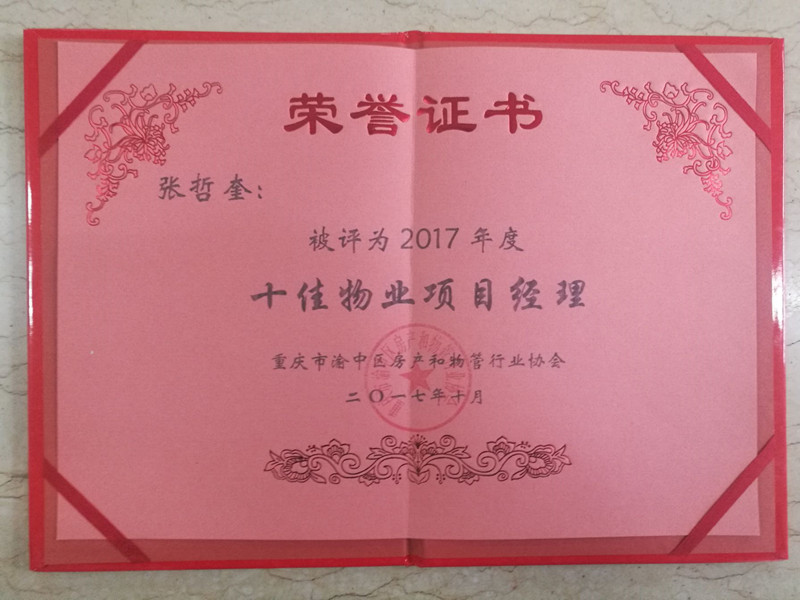 荣誉证书
张哲奎：
被评为2017年度
十佳物业项目经理
重庆市渝中区房产和物管行业协会
二〇一七年十月